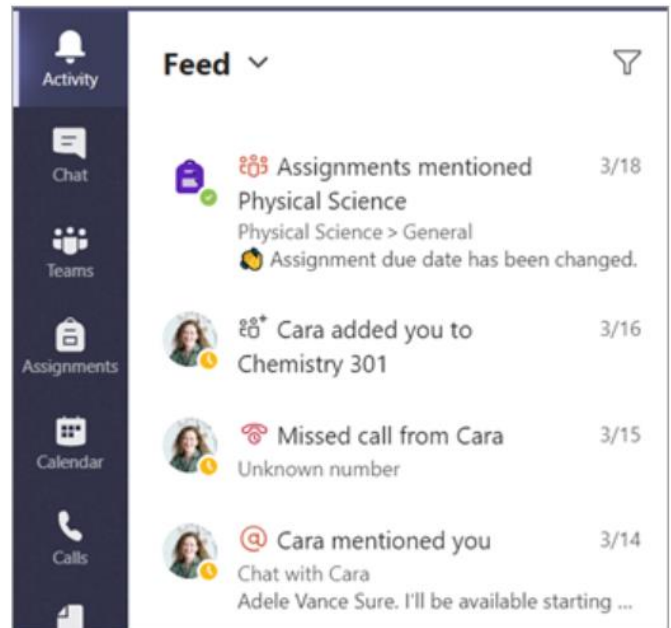 Activity
Chat
Teams
Assignments
Calendar
Calls
Feed
Assignments mentioned 3/18
Physical Science
Physical Science > General
Assignment due date has been changed.
Cara added you to 3/16
Chemistry 301
Missed call from Cara 3/15
Unknown number
@ Cara mentioned you 3/14
Chat with Cara
Adele Vance Sure. I'll be available starting ...